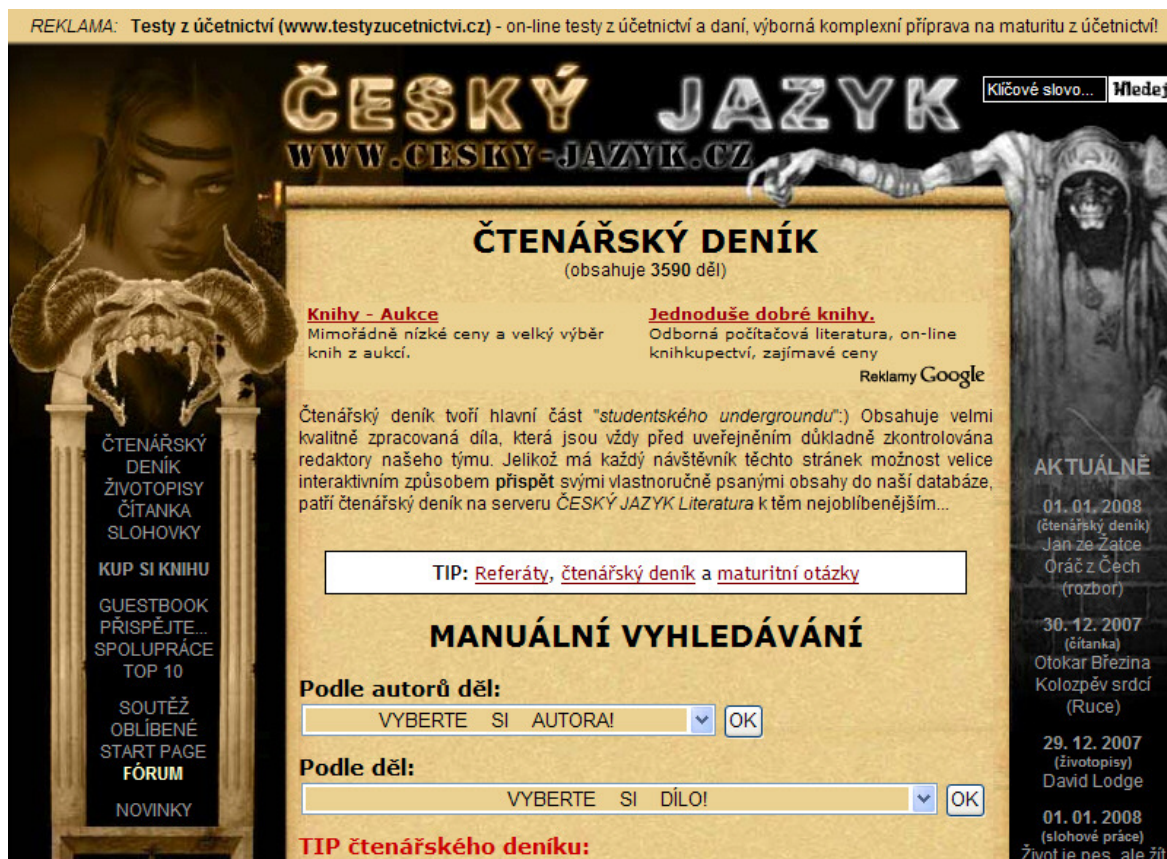 REKLAMA: Testy z účetnictví (www.testyzucetnictvi.cz) - on-line testy z účetnictví a daní, výborná komplexní příprava na maturitu z účetnictví!
ČESKÝ JAZYK
WWW.CESKY-JAZYK.CZ
Klíčové slovo... Hledej
ČTENÁŘSKÝ
DENÍK
ŽIVOTOPISY
ČÍTANKA
SLOHOVKY
KUP SI KNIHU
GUESTBOOK
PŘISPĚJTE...
SPOLUPRÁCE
TOP 10
SOUTĚŽ
OBLÍBENÉ
START PAGE
FÓRUM
NOVINKY
ČTENÁŘSKÝ DENÍK
(obsahuje 3590 děl)
Knihy - Aukce
Mimořádně nízké ceny a velký výběr
knih z aukcí.
Jednoduše dobré knihy.
Odborná počítačová literatura, on-line
knihkupectví, zajímavé ceny
Reklamy Google
Čtenářský deník tvoří hlavní část "studentského undergroundu":) Obsahuje velmi
kvalitně zpracovaná díla, která jsou vždy před uveřejněním důkladně zkontrolována
redaktory našeho týmu. Jelikož má každý návštěvník těchto stránek možnost velice
interaktivním způsobem přispět svými vlastnoručně psanými obsahy do naší databáze,
patří čtenářský deník na serveru ČESKÝ JAZYK Literatura k těm nejoblíbenějším...
TIP: Referáty, čtenářský deník a maturitní otázky
MANUÁLNÍ VYHLEDÁVÁNÍ
Podle autorů děl:
VYBERTE SI AUTORA! OK
Podle děl:
VYBERTE SI DÍLO! OK
TIP čtenářského deníku:
AKTUÁLNĚ
01. 01. 2008
(čtenářský deník)
Jan ze Žatce
Oráč z Čech
(rozbor)
30. 12. 2007
(čítanka)
Otokar Březina
Kolozpěv srdcí
(Ruce)
29. 12. 2007
(životopisy)
David Lodge
01. 01. 2008
(slohové práce)
Život je pes, ale žít